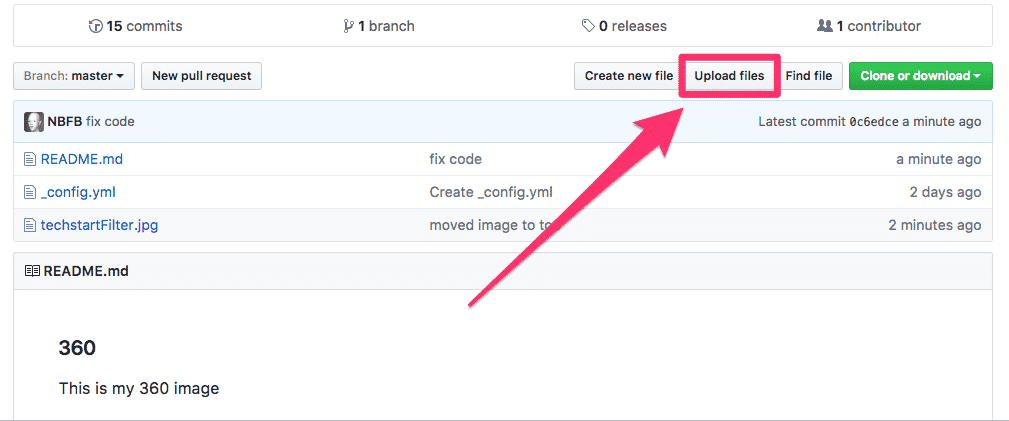 15 commits 1 branch 0 releases 1 contributor
Branch: master New pull request Create new file Upload files Find file Clone or download
NBFB fix code Latest commit 0c6edce a minute ago
README.md fix code a minute ago
_config.yml Create _config.yml 2 days ago
techstartFilter.jpg moved image to to 2 minutes ago
README.md
360
This is my 360 image